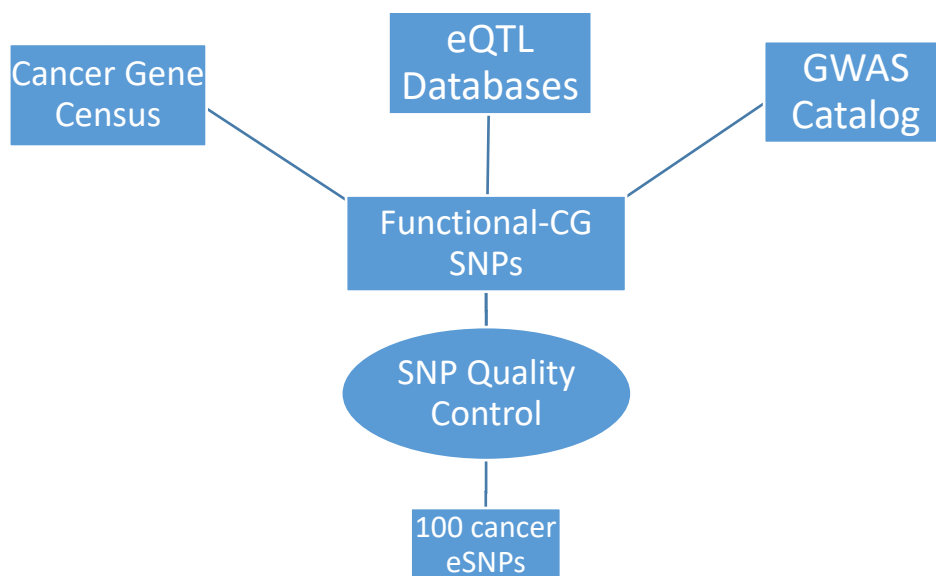 Cancer Gene
Census
eQTL
Databases
GWAS
Catalog
Functional-CG
SNPs
SNP Quality
Control
100 cancer
eSNPs